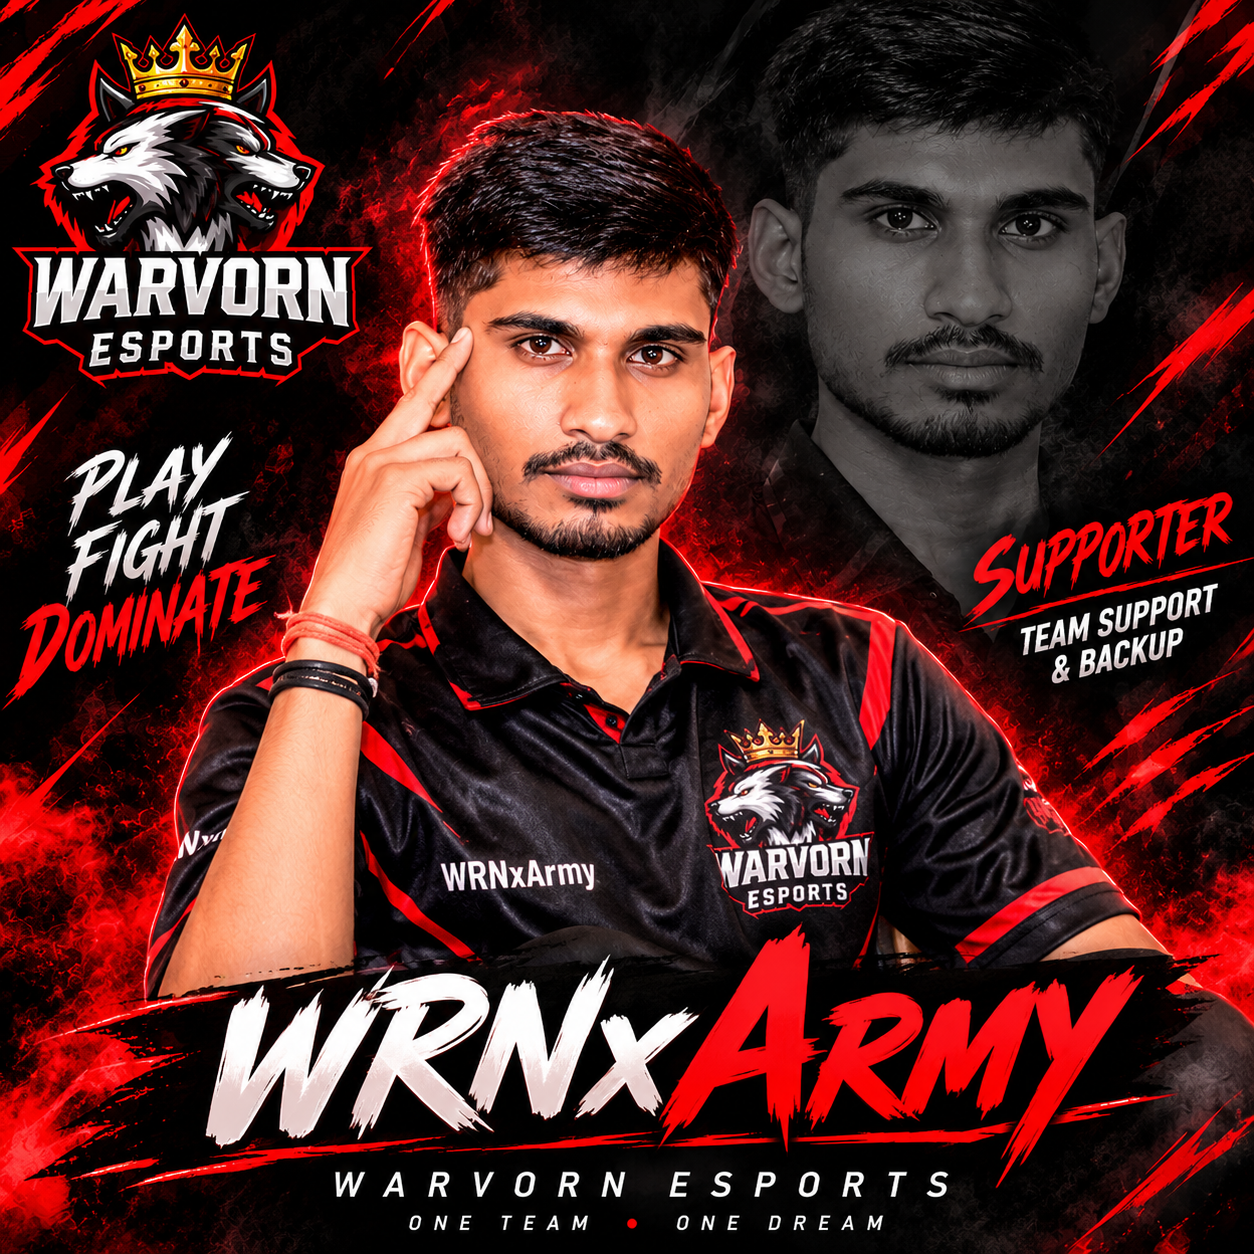 WARVORN
ESPORTS
PLAY
FIGHT
DOMINATE
SUPPORTER
TEAM SUPPORT
& BACKUP
WRNxArmy
WARVORN
ESPORTS
WRNxARMY
WARVORN ESPORTS
ONE TEAM • ONE DREAM